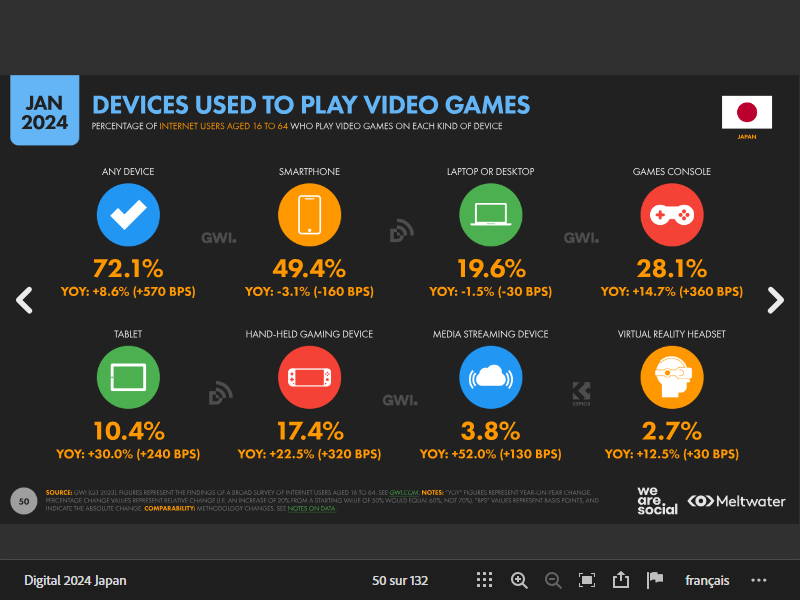 JAN
2024
DEVICES USED TO PLAY VIDEO GAMES
PERCENTAGE OF INTERNET USERS AGED 16 TO 64 WHO PLAY VIDEO GAMES ON EACH KIND OF DEVICE
JAPAN
ANY DEVICE
SMARTPHONE
LAPTOP OR DESKTOP
GAMES CONSOLE
GWI.
GWI.
72.1%
49.4%
19.6%
28.1%
YOY: +8.6% (+570 BPS)
YOY: -3.1% (-160 BPS)
YOY: -1.5% (-30 BPS)
YOY: +14.7% (+360 BPS)
TABLET
HAND-HELD GAMING DEVICE
MEDIA STREAMING DEVICE
VIRTUAL REALITY HEADSET
GWI.
KEPIOS
10.4%
17.4%
3.8%
2.7%
YOY: +30.0% (+240 BPS)
YOY: +22.5% (+320 BPS)
YOY: +52.0% (+130 BPS)
YOY: +12.5% (+30 BPS)
50
SOURCE: GWI (Q3 2023). FIGURES REPRESENT THE FINDINGS OF A BROAD SURVEY OF INTERNET USERS AGED 16 TO 64. SEE GWI.COM. NOTES: "YOY" FIGURES REPRESENT YEAR-ON-YEAR CHANGE.
PERCENTAGE CHANGE VALUES REPRESENT RELATIVE CHANGE (I.E. AN INCREASE OF 20% FROM A STARTING VALUE OF 50% WOULD EQUAL 60%, NOT 70%). "BPS" VALUES REPRESENT BASIS POINTS, AND
INDICATE THE ABSOLUTE CHANGE. COMPARABILITY: METHODOLOGY CHANGES. SEE NOTES ON DATA.
we
are.
social
Meltwater
Digital 2024 Japan
50 sur 132
français